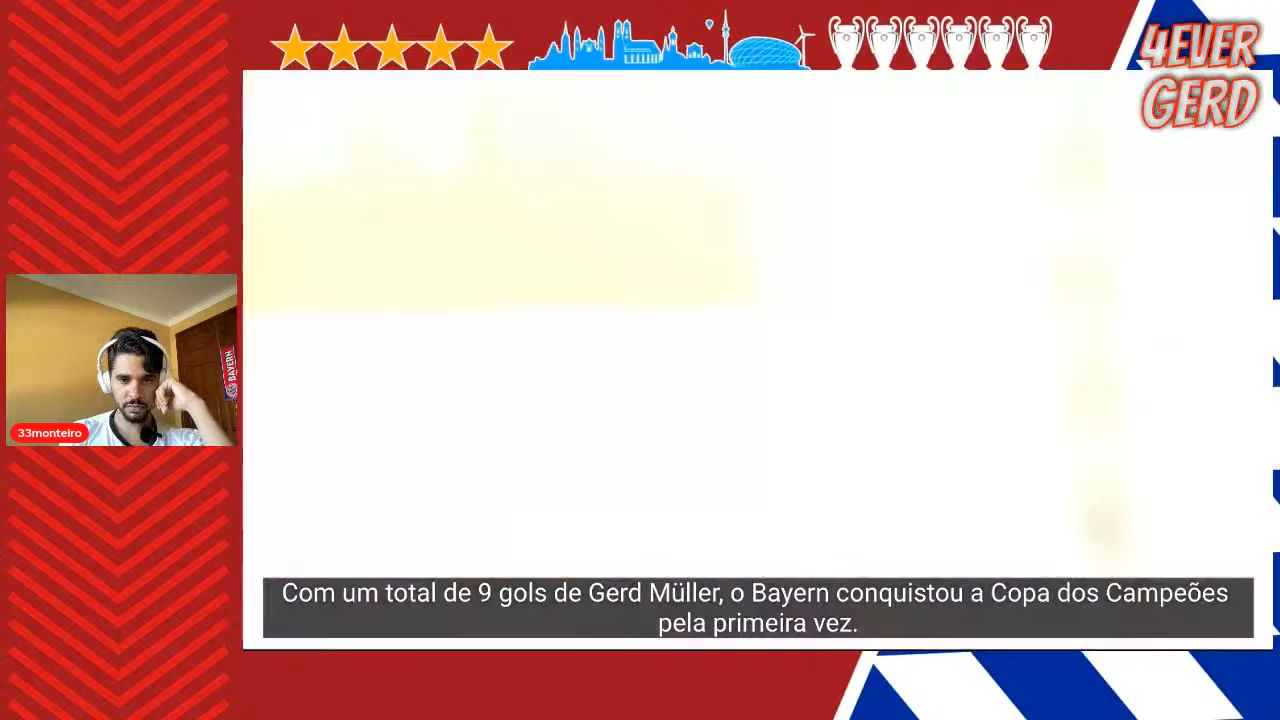 4EVER
GERD
BAYERN
33monteiro
Com um total de 9 gols de Gerd Müller, o Bayern conquistou a Copa dos Campeões
pela primeira vez.